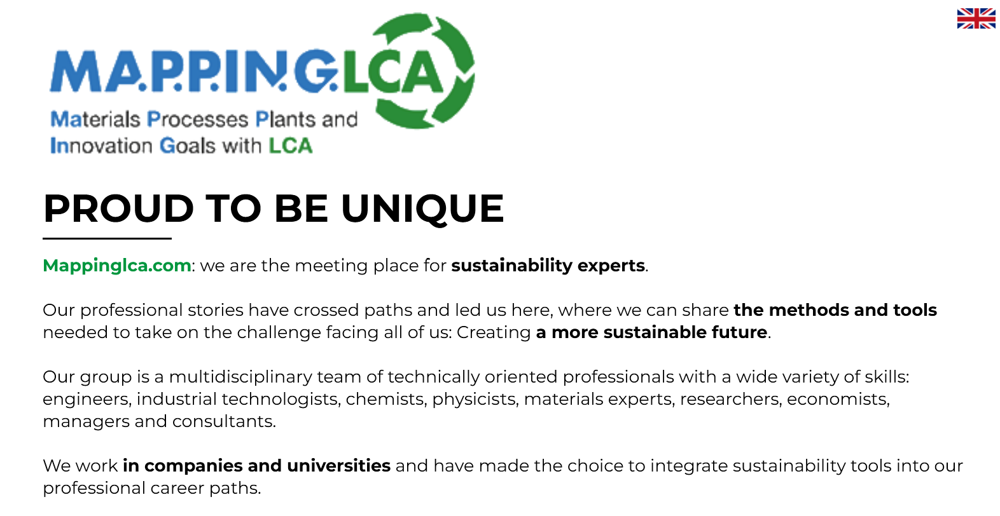 MA.P.P.IN.G.LCA
Materials Processes Plants and
Innovation Goals with LCA
PROUD TO BE UNIQUE
Mappinglca.com: we are the meeting place for sustainability experts.
Our professional stories have crossed paths and led us here, where we can share the methods and tools
needed to take on the challenge facing all of us: Creating a more sustainable future.
Our group is a multidisciplinary team of technically oriented professionals with a wide variety of skills:
engineers, industrial technologists, chemists, physicists, materials experts, researchers, economists,
managers and consultants.
We work in companies and universities and have made the choice to integrate sustainability tools into our
professional career paths.